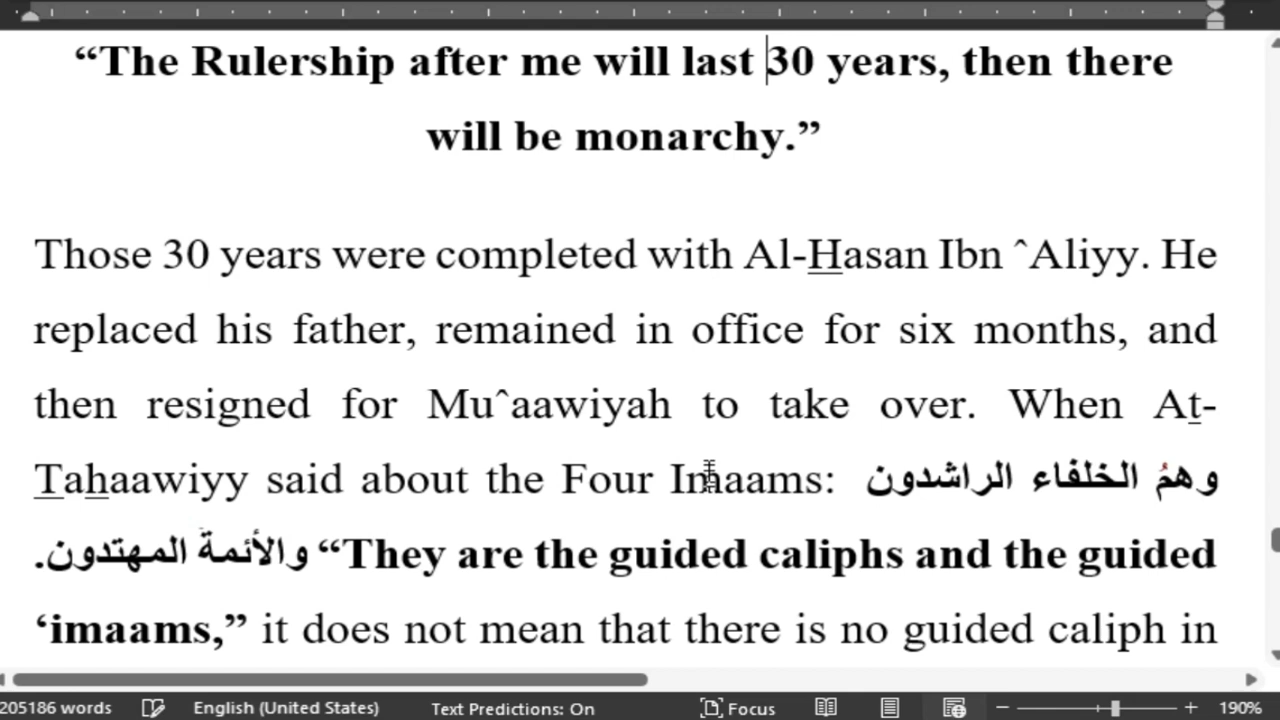 “The Rulership after me will last 30 years, then there
will be monarchy.”
Those 30 years were completed with Al-Hasan Ibn ˆAliyy. He
replaced his father, remained in office for six months, and
then resigned for Muˆaawiyah to take over. When At-
Tahaawiyy said about the Four Imaams: وهمُ الخلفاء الراشدون
والأئمةَ المهتدون. “They are the guided caliphs and the guided
‘imaams,” it does not mean that there is no guided caliph in
205186 words English (United States) Text Predictions: On Focus 190%